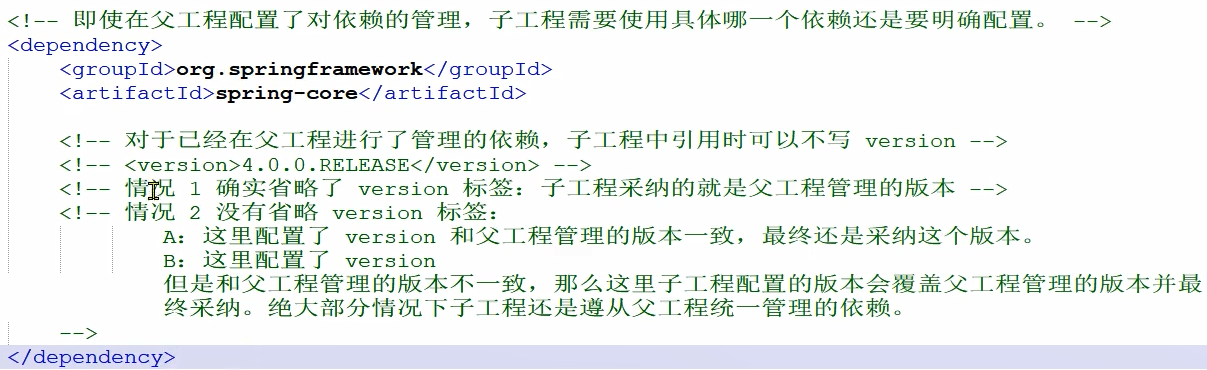 <!-- 即使在父工程配置了对依赖的管理，子工程需要使用具体哪一个依赖还是要明确配置。 -->
<dependency>
<groupId>org.springframework</groupId>
<artifactId>spring-core</artifactId>
<!-- 对于已经在父工程进行了管理的依赖，子工程中引用时可以不写 version -->
<!-- <version>4.0.0.RELEASE</version> -->
<!-- 情况 1 确实省略了 version 标签：子工程采纳的就是父工程管理的版本 -->
<!-- 情况 2 没有省略 version 标签：
A：这里配置了 version 和父工程管理的版本一致，最终还是采纳这个版本。
B：这里配置了 version
但是和父工程管理的版本不一致，那么这里子工程配置的版本会覆盖父工程管理的版本并最
终采纳。绝大部分情况下子工程还是遵从父工程统一管理的依赖。
-->
</dependency>